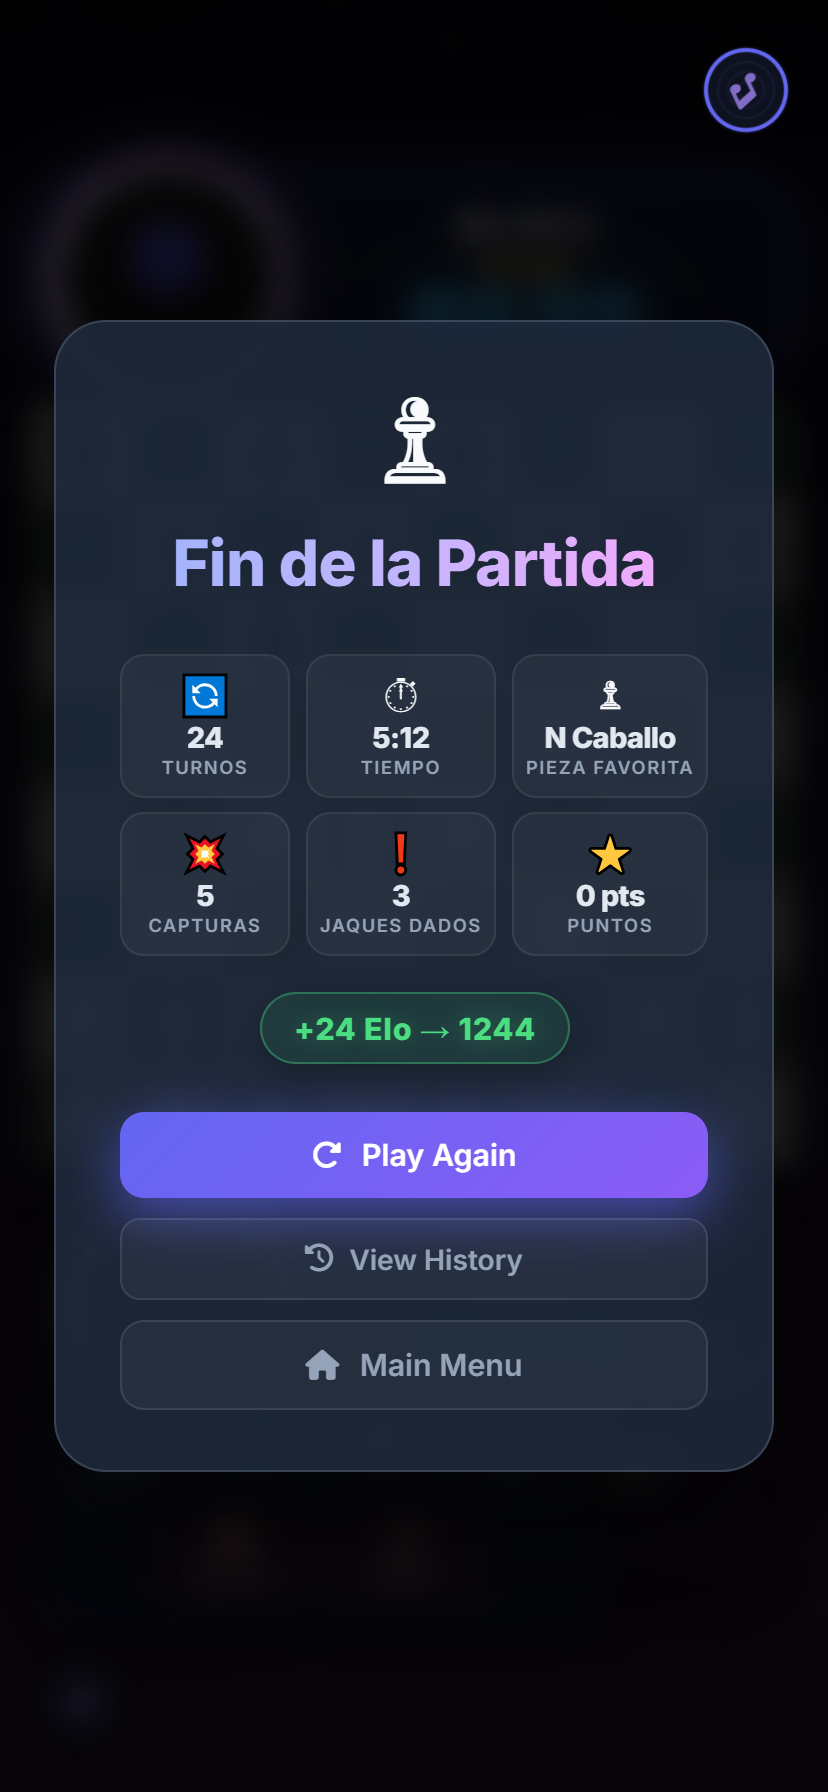 Fin de la Partida
24
TURNOS
5:12
TIEMPO
N Caballo
PIEZA FAVORITA
5
CAPTURAS
3
JAQUES DADOS
0 pts
PUNTOS
+24 Elo → 1244
Play Again
View History
Main Menu